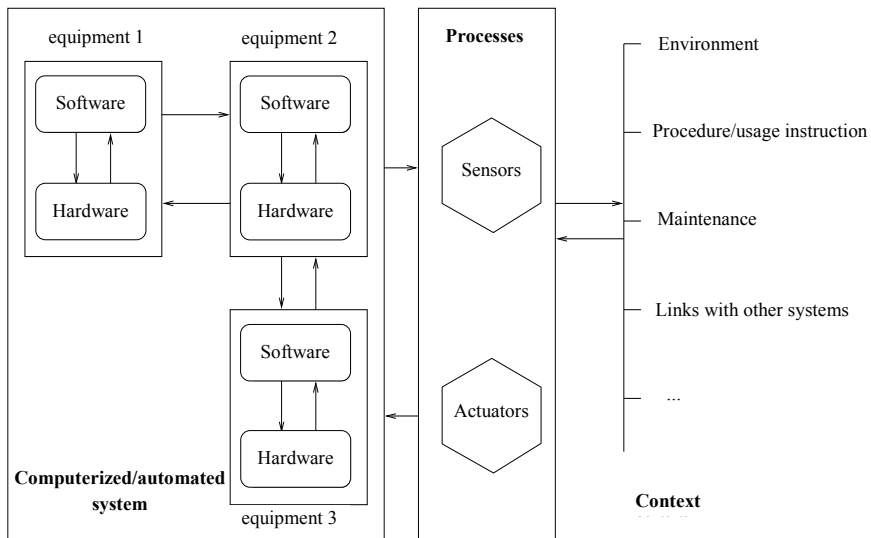 equipment 1
equipment 2
Software
Hardware
Software
Hardware
Software
Hardware
equipment 3
Computerized/automated
system
Processes
Sensors
Actuators
Environment
Procedure/usage instruction
Maintenance
Links with other systems
...
Context